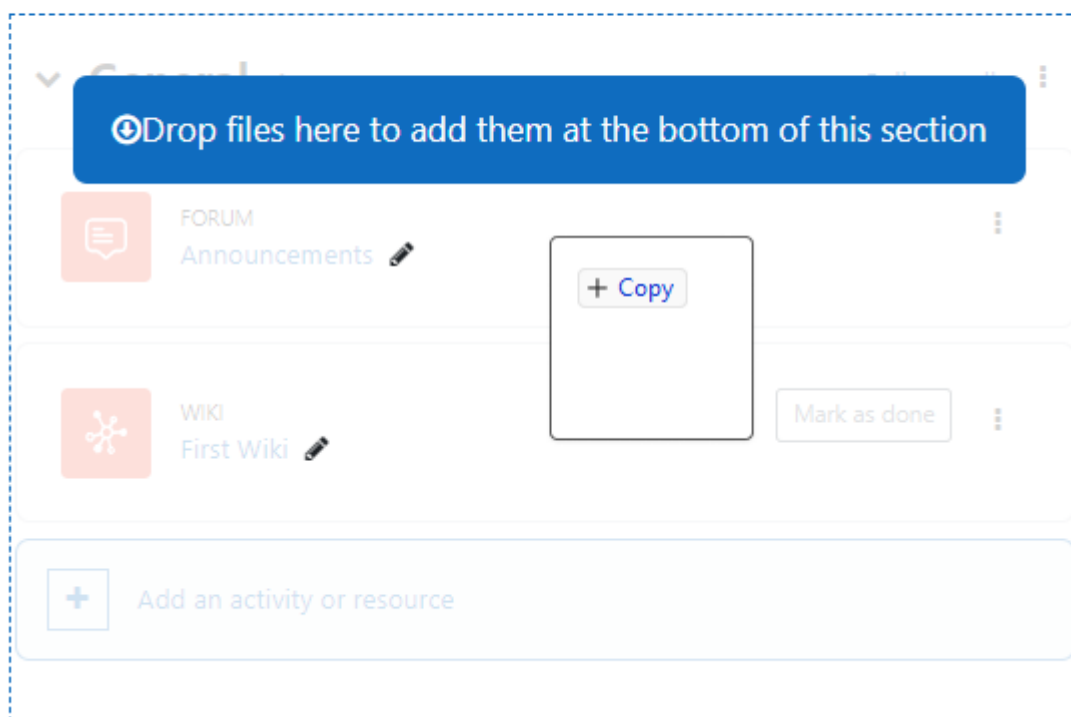 General
Drop files here to add them at the bottom of this section
FORUM
Announcements
+ Copy
WIKI
First Wiki
Mark as done
Add an activity or resource